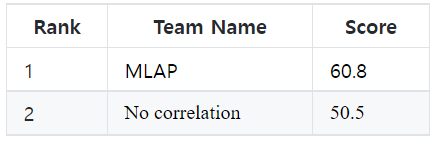 Rank Team Name Score
1 MLAP 60.8
2 No correlation 50.5